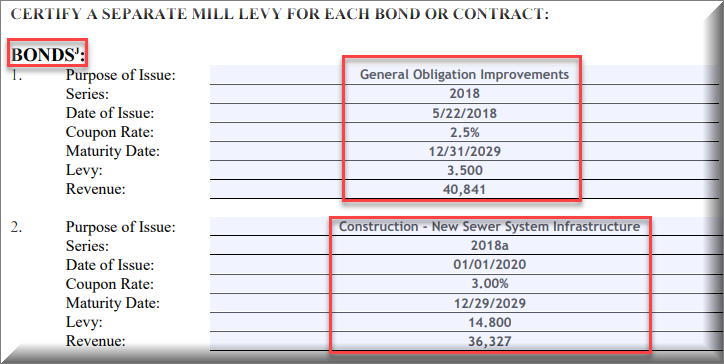 CERTIFY A SEPARATE MILL LEVY FOR EACH BOND OR CONTRACT:
BONDSᴶ:
1. Purpose of Issue: General Obligation Improvements
Series: 2018
Date of Issue: 5/22/2018
Coupon Rate: 2.5%
Maturity Date: 12/31/2029
Levy: 3.500
Revenue: 40,841
2. Purpose of Issue: Construction - New Sewer System Infrastructure
Series: 2018a
Date of Issue: 01/01/2020
Coupon Rate: 3.00%
Maturity Date: 12/29/2029
Levy: 14.800
Revenue: 36,327